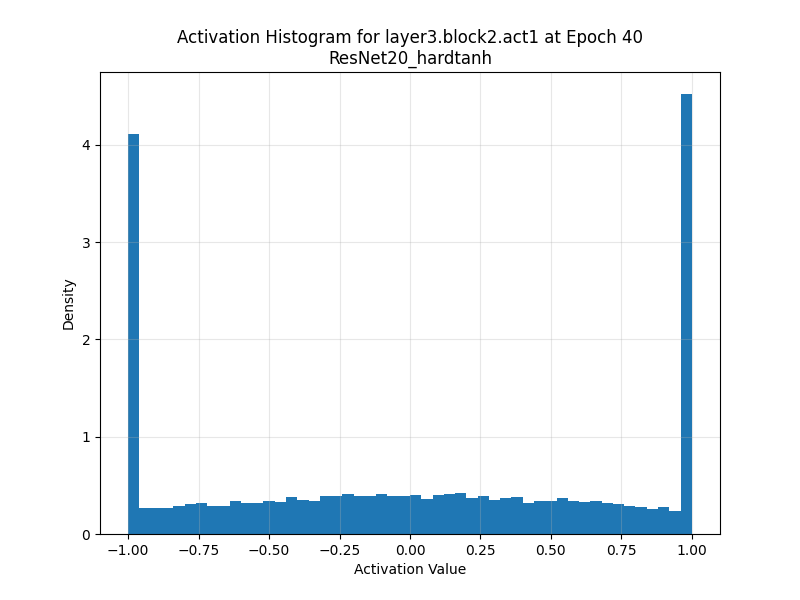 Activation Histogram for layer3.block2.act1 at Epoch 40
ResNet20_hardtanh
Density
4
3
2
1
0
−1.00 −0.75 −0.50 −0.25 0.00 0.25 0.50 0.75 1.00
Activation Value